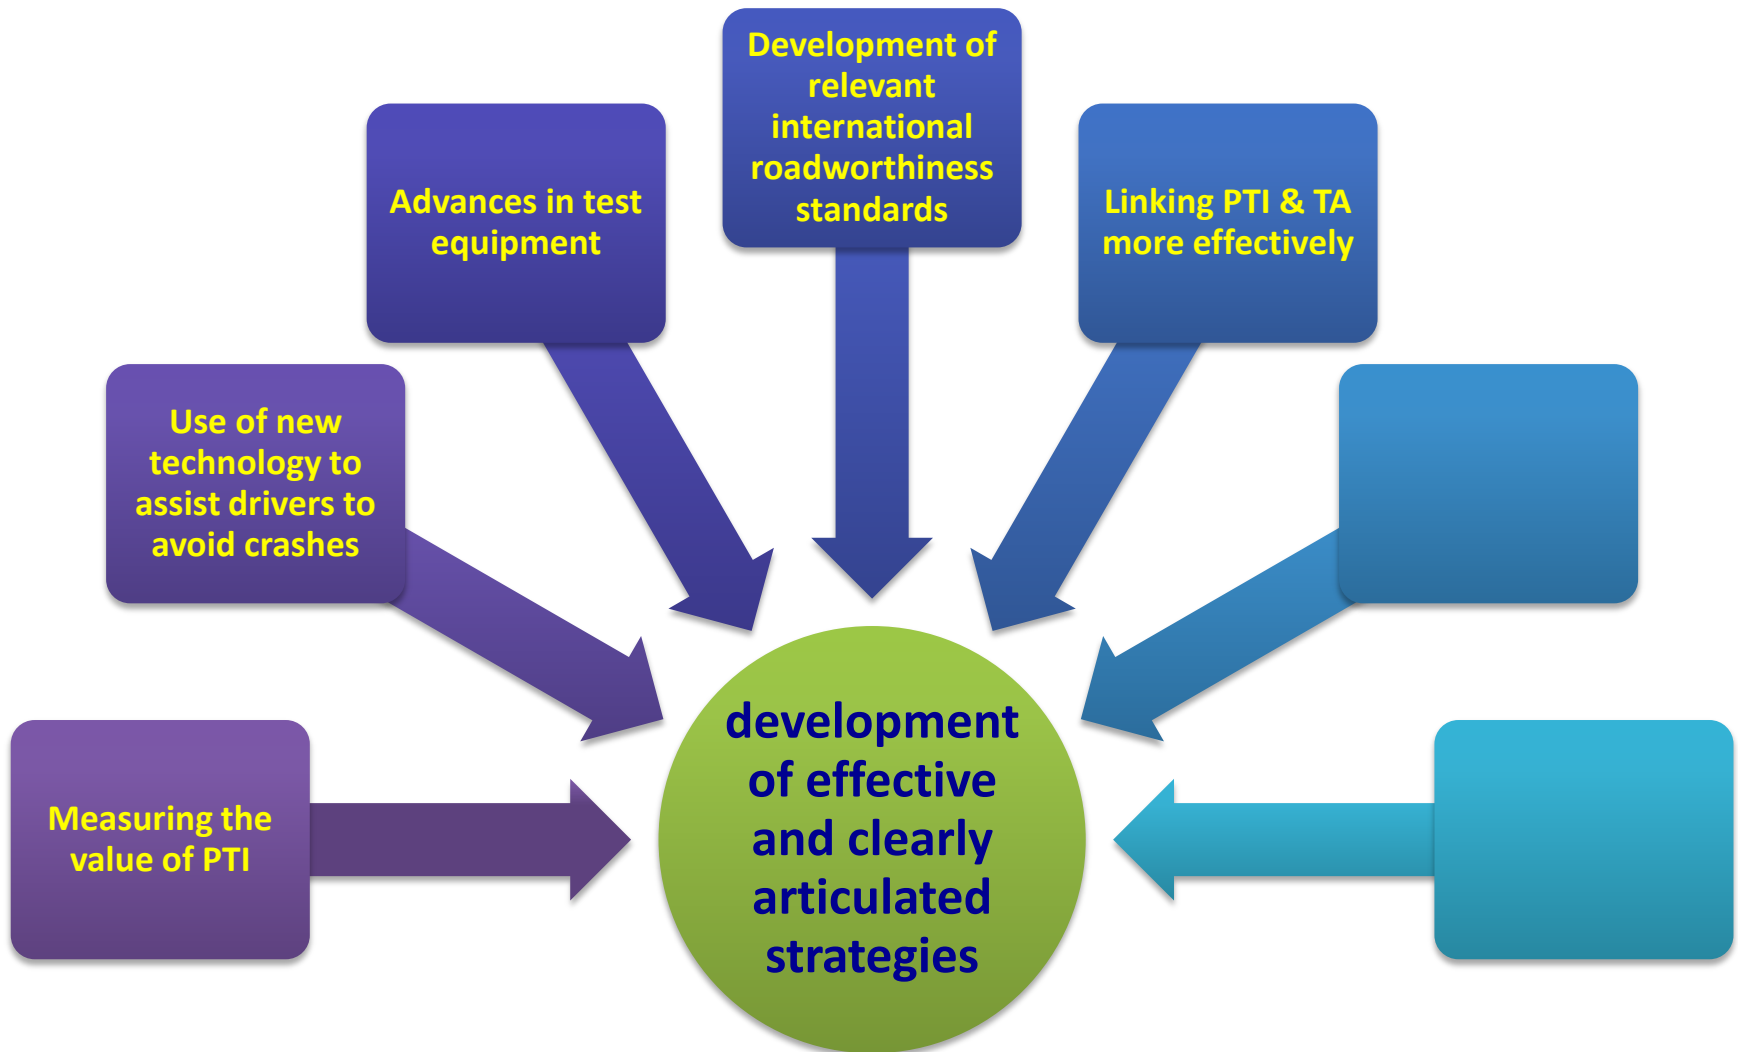 Development of
relevant
international
roadworthiness
standards
Advances in test
equipment
Linking PTI & TA
more effectively
Use of new
technology to
assist drivers to
avoid crashes
Measuring the
value of PTI
development
of effective
and clearly
articulated
strategies